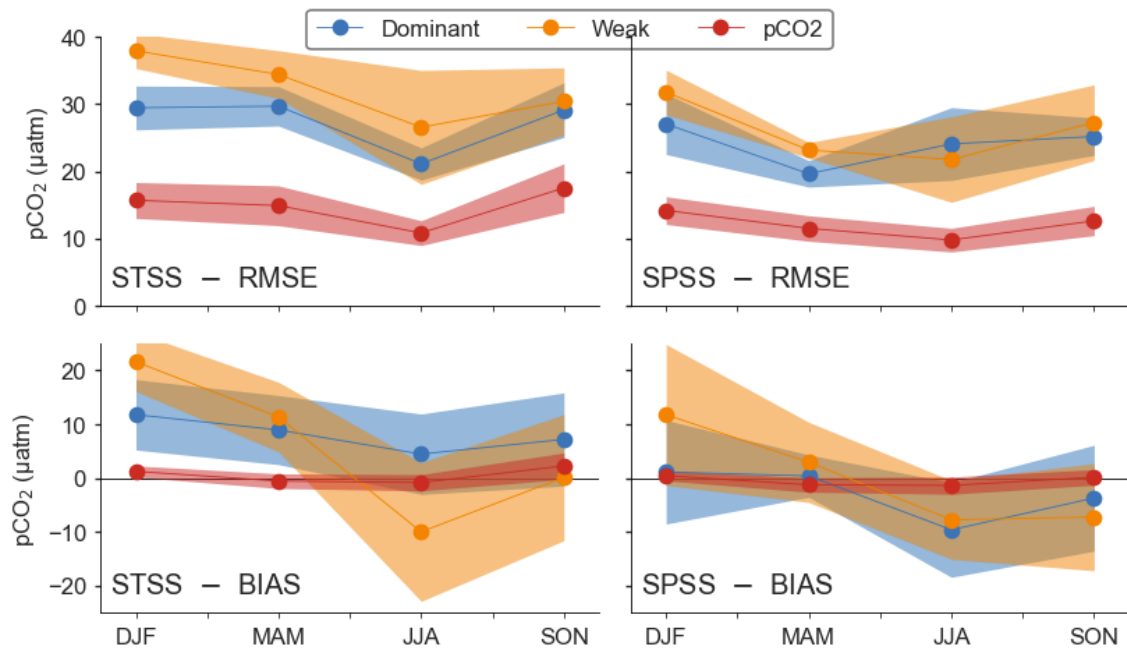 Dominant Weak pCO2
40
30
20
10
0
pCO₂ (µatm)
STSS – RMSE
SPSS – RMSE
20
10
0
−10
−20
pCO₂ (µatm)
STSS – BIAS
SPSS – BIAS
DJF MAM JJA SON
DJF MAM JJA SON